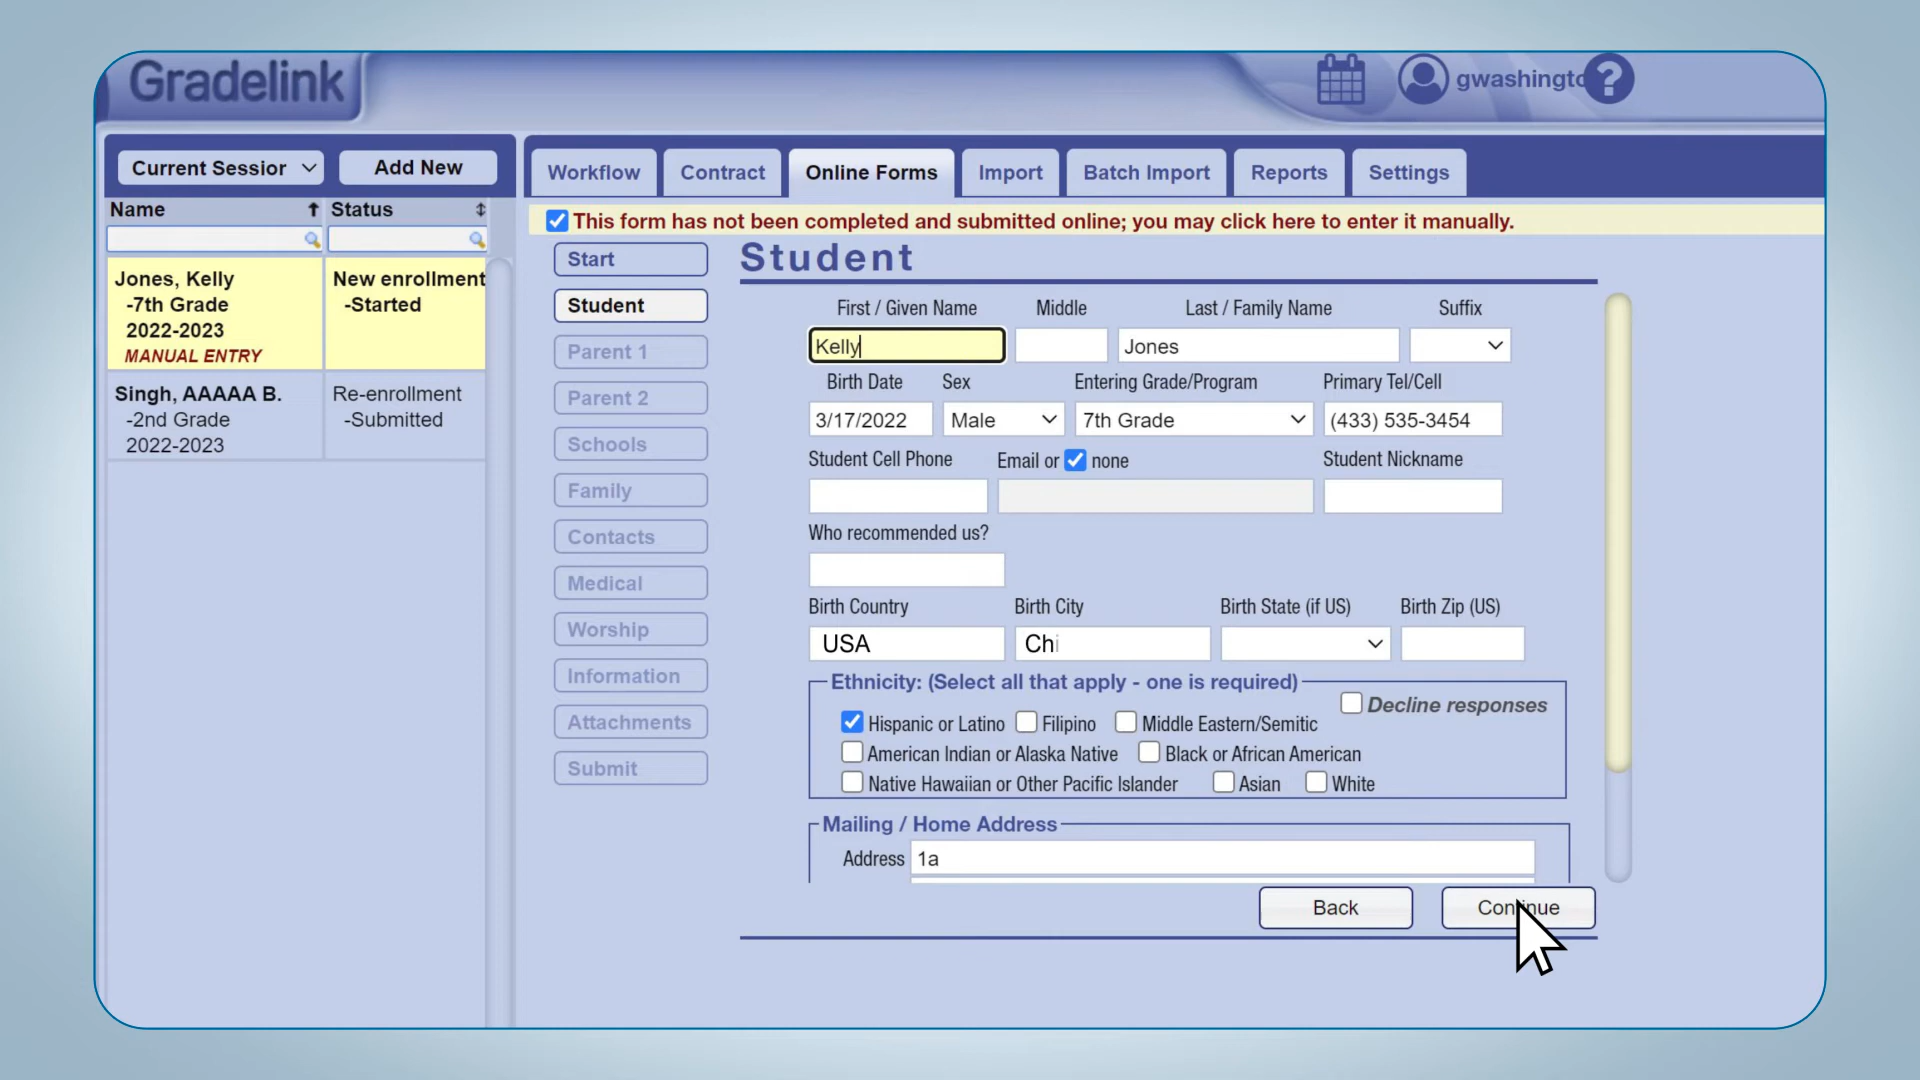 Gradelink
gwashingto
?
Current Session
Add New
Name
Status
Jones, Kelly
-7th Grade
2022-2023
MANUAL ENTRY
New enrollment
-Started
Singh, AAAAA B.
-2nd Grade
2022-2023
Re-enrollment
-Submitted
Workflow
Contract
Online Forms
Import
Batch Import
Reports
Settings
This form has not been completed and submitted online; you may click here to enter it manually.
Start
Student
Parent 1
Parent 2
Schools
Family
Contacts
Medical
Worship
Information
Attachments
Submit
Student
First / Given Name Middle Last / Family Name Suffix
Kelly Jones
Birth Date Sex Entering Grade/Program Primary Tel/Cell
3/17/2022 Male 7th Grade (433) 535-3454
Student Cell Phone Email or none Student Nickname
Who recommended us?
Birth Country Birth City Birth State (if US) Birth Zip (US)
USA Chi
Ethnicity: (Select all that apply - one is required)
Decline responses
Hispanic or Latino Filipino Middle Eastern/Semitic
American Indian or Alaska Native Black or African American
Native Hawaiian or Other Pacific Islander Asian White
Mailing / Home Address
Address 1a
Back Continue